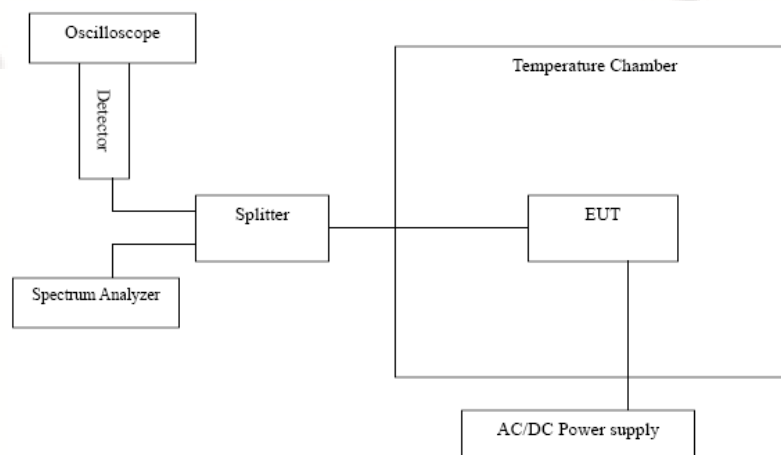 Oscilloscope
Temperature Chamber
Detector
Splitter
EUT
Spectrum Analyzer
AC/DC Power supply